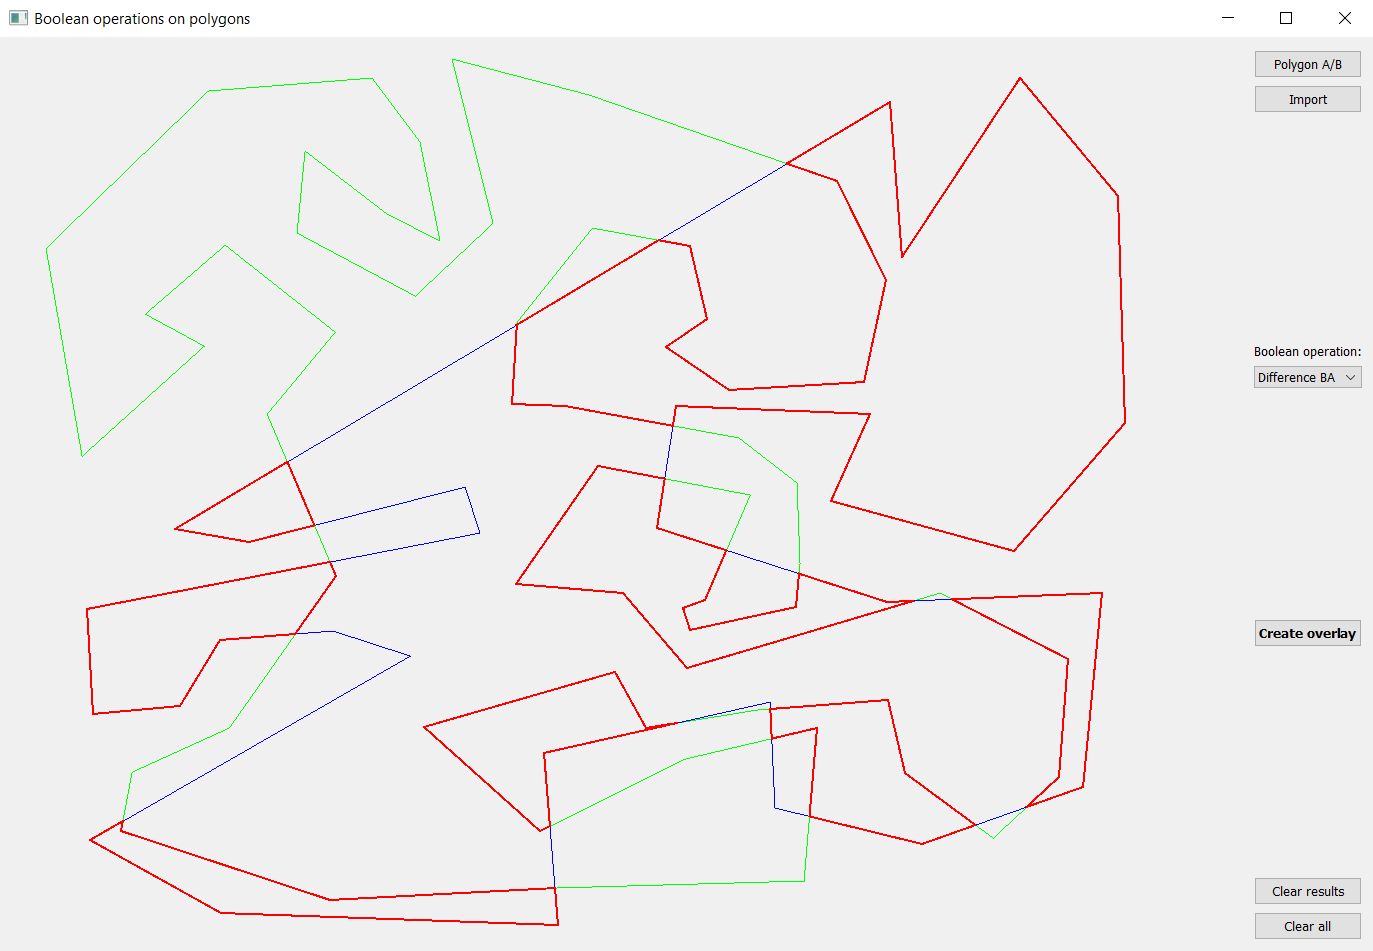 Boolean operations on polygons
Polygon A/B
Import
Boolean operation:
Difference BA
Create overlay
Clear results
Clear all